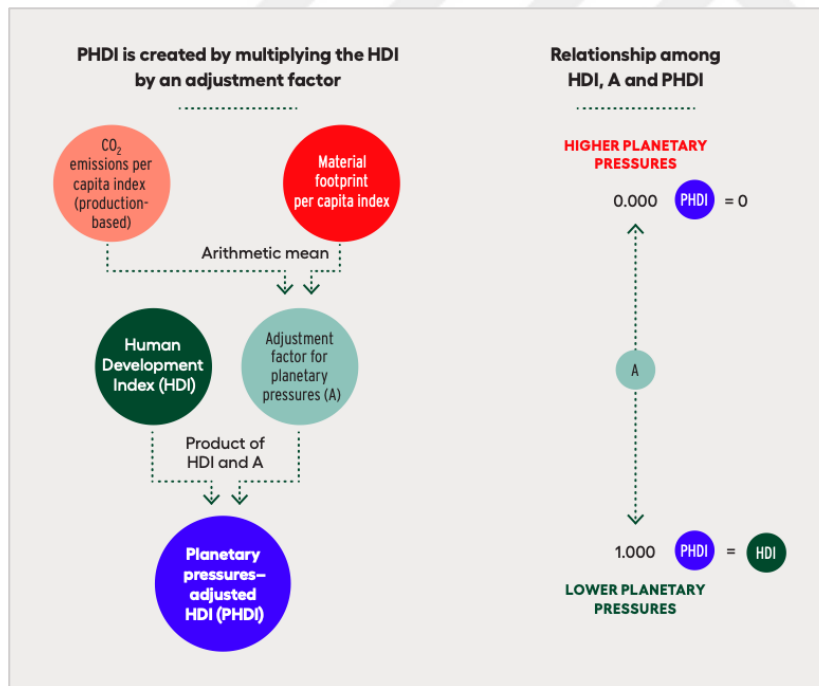 PHDI is created by multiplying the HDI
by an adjustment factor
CO₂
emissions per
capita index
(production-
based)
Material
footprint
per capita index
Arithmetic mean
Human
Development
Index (HDI)
Adjustment
factor for
planetary
pressures (A)
Product of
HDI and A
Planetary
pressures–
adjusted
HDI (PHDI)
Relationship among
HDI, A and PHDI
HIGHER PLANETARY
PRESSURES
0.000 PHDI = 0
A
1.000 PHDI = HDI
LOWER PLANETARY
PRESSURES